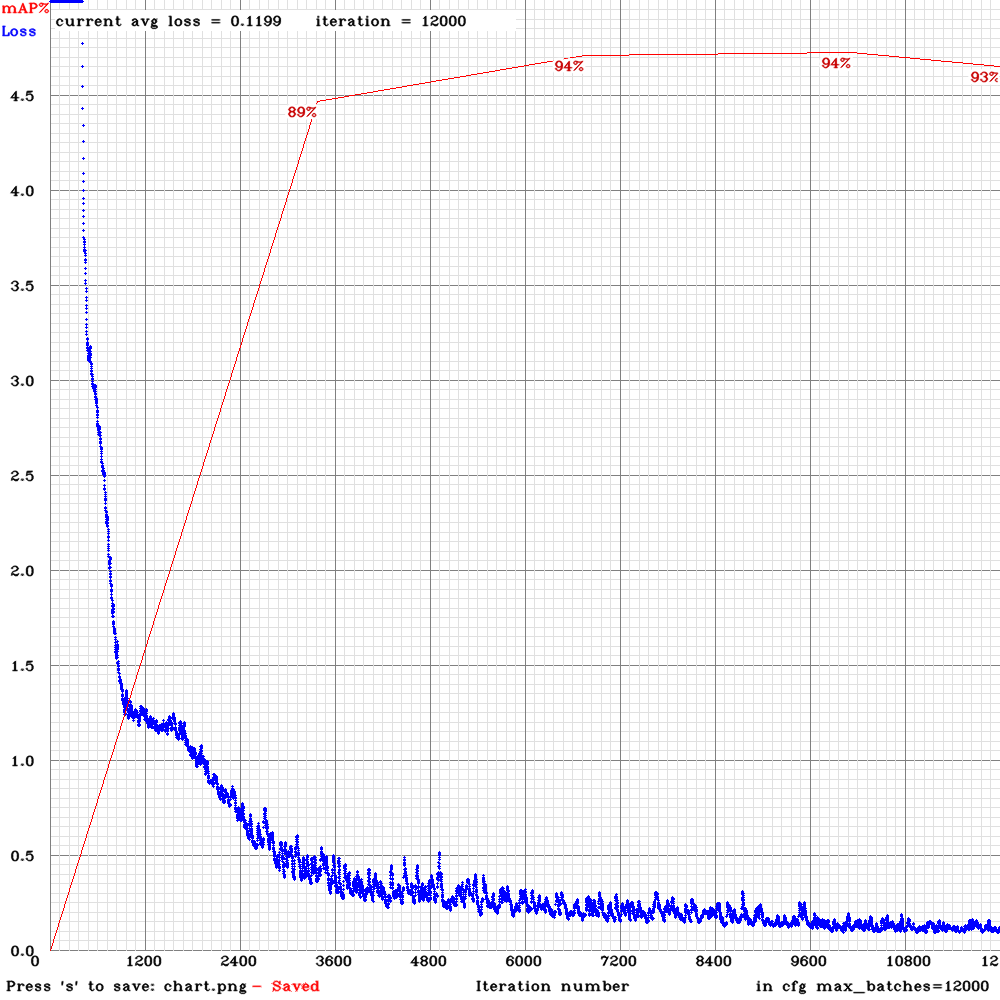 mAP% current avg loss = 0.1199 iteration = 12000
Loss
94% 94% 93%
4.5 89%
4.0
3.5
3.0
2.5
2.0
1.5
1.0
0.5
0.0
0 1200 2400 3600 4800 6000 7200 8400 9600 10800 12
Press 's' to save: chart.png - Saved Iteration number in cfg max_batches=12000